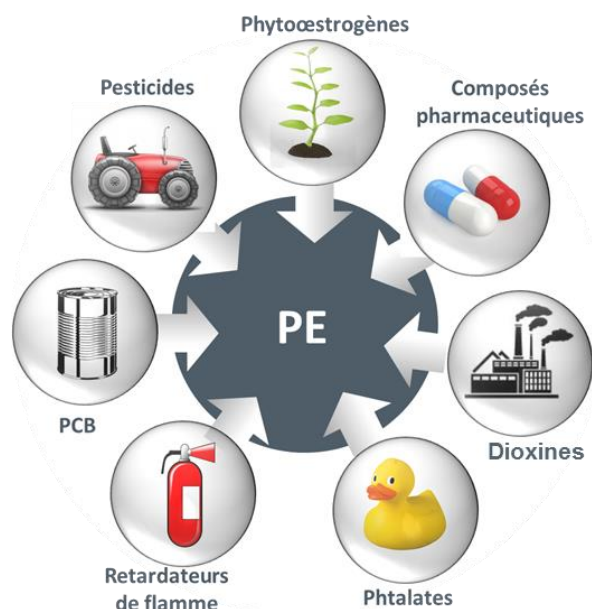 Phytoœstrogènes
Pesticides
Composés
pharmaceutiques
PE
PCB
Dioxines
Retardateurs
de flamme
Phtalates